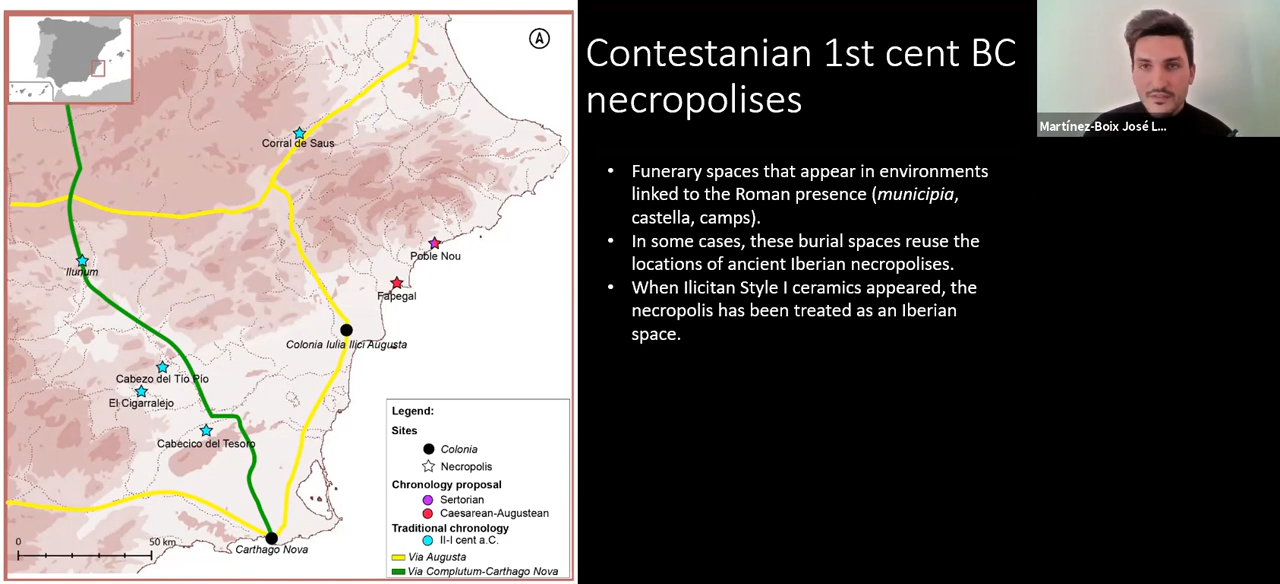 A
Corral de Saus
Poble Nou
Ilunum
Fapegal
Colonia Iulia Ilici Augusta
Cabezo del Tío Pío
El Cigarralejo
Cabecico del Tesoro
Carthago Nova
0 50 km
Legend:
Sites
Colonia
Necropolis
Chronology proposal
Sertorian
Caesarean-Augustean
Traditional chronology
II-I cent a.C.
Via Augusta
Via Complutum-Carthago Nova
Contestanian 1st cent BC
necropolises
• Funerary spaces that appear in environments
linked to the Roman presence (municipia,
castella, camps).
• In some cases, these burial spaces reuse the
locations of ancient Iberian necropolises.
• When Ilicitan Style I ceramics appeared, the
necropolis has been treated as an Iberian
space.
Martínez-Boix José L...